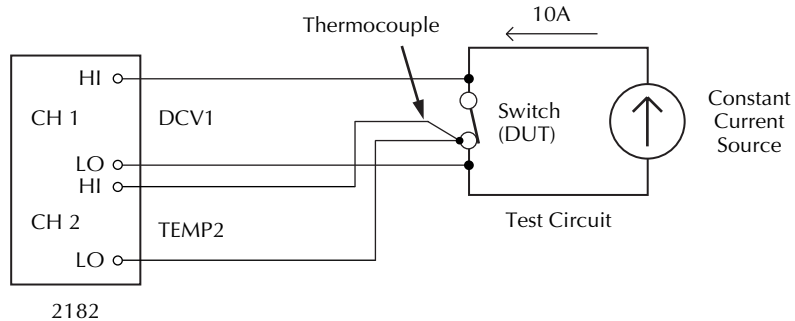 10A
Thermocouple
HI
CH 1
DCV1
LO
HI
CH 2
TEMP2
LO
2182
Switch
(DUT)
Constant
Current
Source
Test Circuit